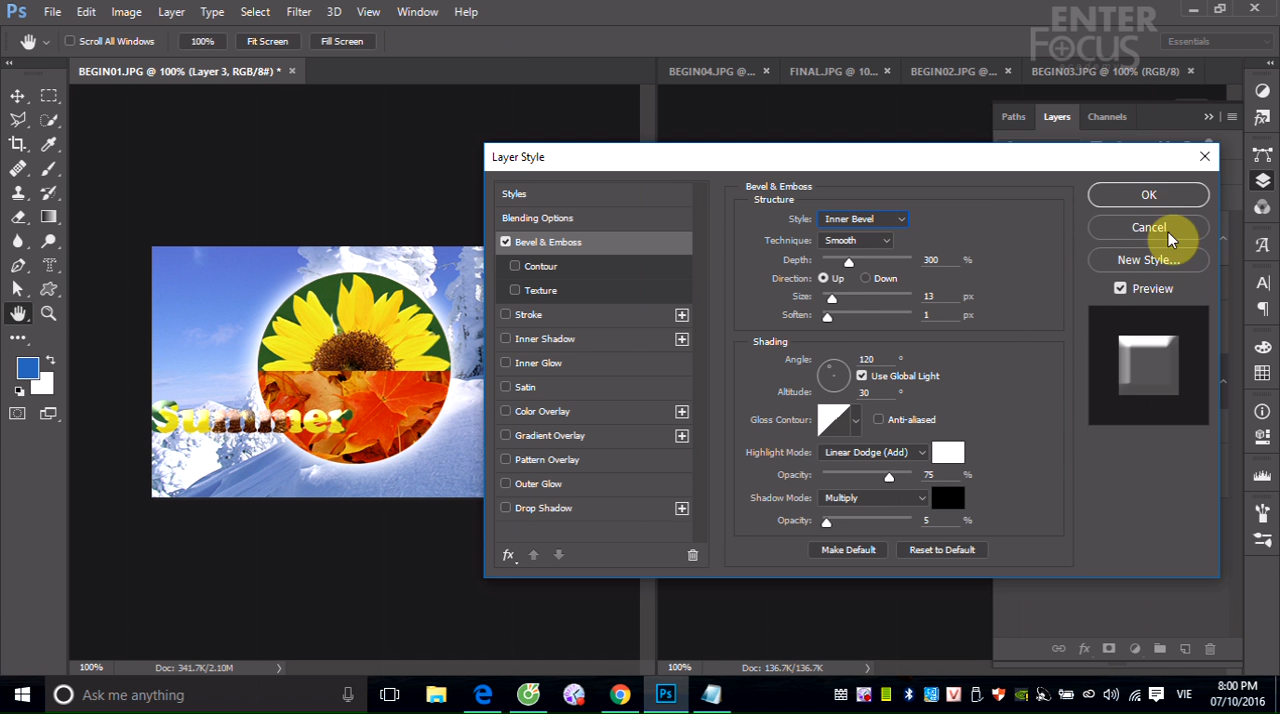 Ps File Edit Image Layer Type Select Filter 3D View Window Help
ENTER
FOCUS
Scroll All Windows 100% Fit Screen Fill Screen
Essentials
BEGIN01.JPG @ 100% (Layer 3, RGB/8#) * ×
BEGIN04.JPG @... × FINAL.JPG @ 10... × BEGIN02.JPG @... × BEGIN03.JPG @ 100% (RGB/8) ×
Paths Layers Channels
Layer Style
Styles
Blending Options
Bevel & Emboss
Contour
Texture
Stroke
Inner Shadow
Inner Glow
Satin
Color Overlay
Gradient Overlay
Pattern Overlay
Outer Glow
Drop Shadow
fx
Bevel & Emboss
Structure
Style: Inner Bevel
Technique: Smooth
Depth: 300 %
Direction: Up Down
Size: 13 px
Soften: 1 px
Shading
Angle: 120 °
Use Global Light
Altitude: 30 °
Gloss Contour: Anti-aliased
Highlight Mode: Linear Dodge (Add)
Opacity: 75 %
Shadow Mode: Multiply
Opacity: 5 %
Make Default Reset to Default
OK
Cancel
New Style...
Preview
Summer
100% Doc: 341.7K/2.10M
100% Doc: 136.7K/136.7K
fx
Ask me anything
Ps
VIE
8:00 PM
07/10/2016